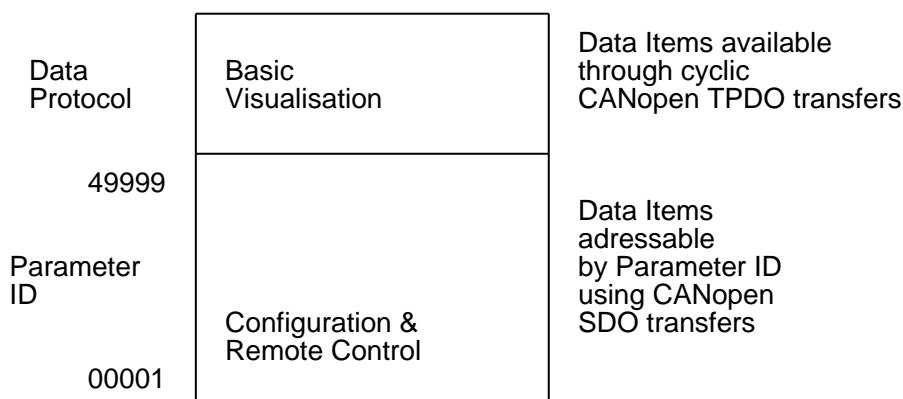 Data
Protocol
Basic
Visualisation
Data Items available
through cyclic
CANopen TPDO transfers
49999
Parameter
ID
00001
Configuration &
Remote Control
Data Items
adressable
by Parameter ID
using CANopen
SDO transfers